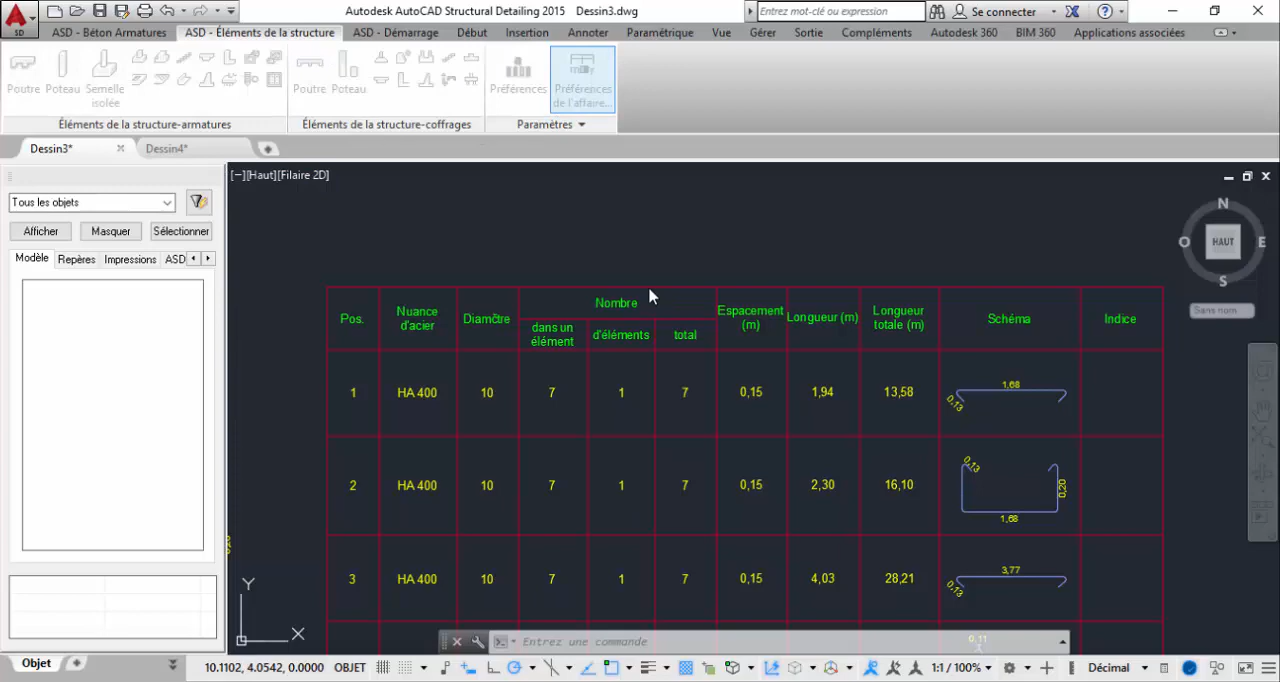 Autodesk AutoCAD Structural Detailing 2015 Dessin3.dwg
Entrez mot-clé ou expression
Se connecter
SD
ASD - Béton Armatures
ASD - Éléments de la structure
ASD - Démarrage
Début
Insertion
Annoter
Paramétrique
Vue
Gérer
Sortie
Compléments
Autodesk 360
BIM 360
Applications associées
Poutre
Poteau
Semelle
isolée
Poutre
Poteau
Préférences
Préférences
de l'affaire...
Éléments de la structure-armatures
Éléments de la structure-coffrages
Paramètres
Dessin3*
Dessin4*
Tous les objets
Afficher
Masquer
Sélectionner
Modèle
Repères
Impressions
ASD
Objet
[−][Haut][Filaire 2D]
N
O
HAUT
E
S
Sans nom
Pos.
Nuance
d'acier
Diamčtre
Nombre
dans un
élément
d'éléments
total
Espacement
(m)
Longueur (m)
Longueur
totale (m)
Schéma
Indice
1 HA 400 10 7 1 7 0,15 1,94 13,58
1,68
0,13
2 HA 400 10 7 1 7 0,15 2,30 16,10
0,13
0,20
1,68
3 HA 400 10 7 1 7 0,15 4,03 28,21
3,77
0,13
0,11
Y
X
Entrez une commande
10.1102, 4.0542, 0.0000 OBJET
1:1 / 100%
Décimal